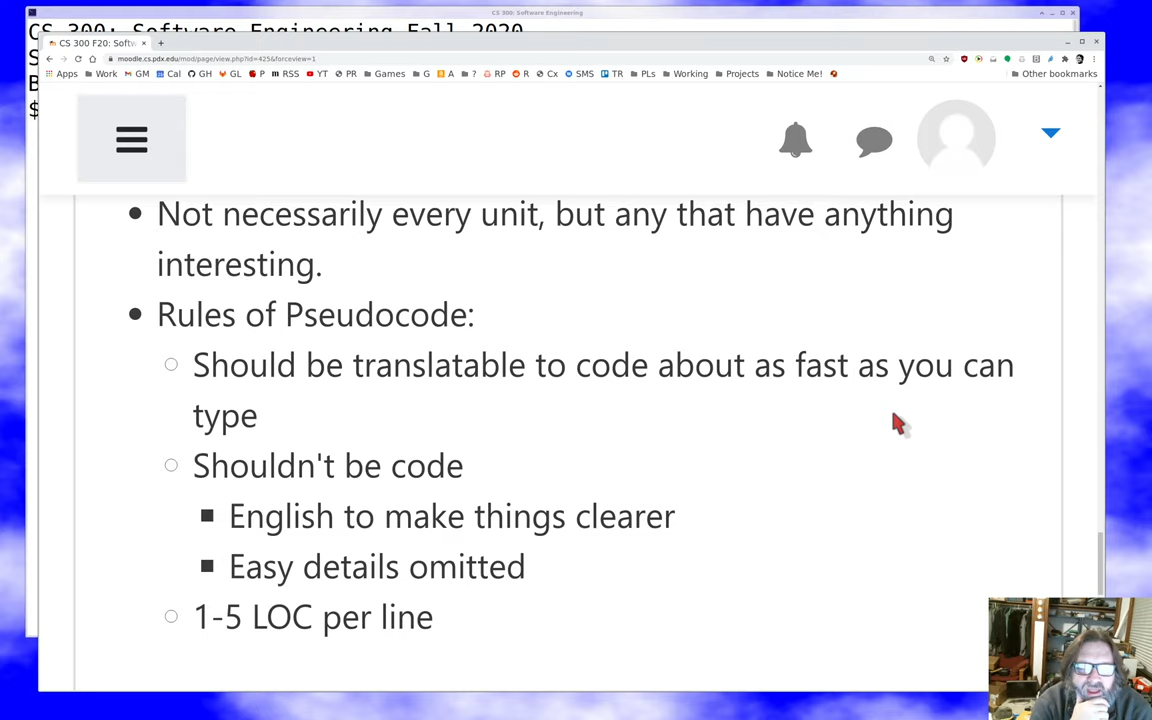 CS 300: Software Engineering
CS 300: Software Engineering Fall 2020
S
B
$
CS 300 F20: Softw × +
moodle.cs.pdx.edu/mod/page/view.php?id=425&forceview=1
Apps Work GM Cal GH GL P RSS YT PR Games G A ? RP R Cx SMS TR PLs Working Projects Notice Me! Other bookmarks
Not necessarily every unit, but any that have anything
interesting.
Rules of Pseudocode:
Should be translatable to code about as fast as you can
type
Shouldn't be code
English to make things clearer
Easy details omitted
1-5 LOC per line